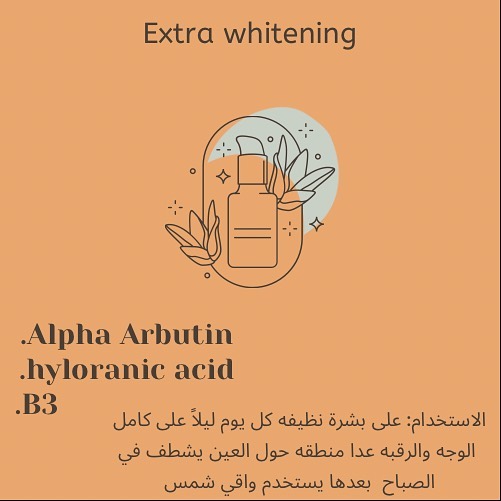 Extra whitening
.Alpha Arbutin
.hyloranic acid
.B3
الاستخدام: على بشرة نظيفه كل يوم ليلاً على كامل
الوجه والرقبه عدا منطقه حول العين يشطف في
الصباح بعدها يستخدم واقي شمس